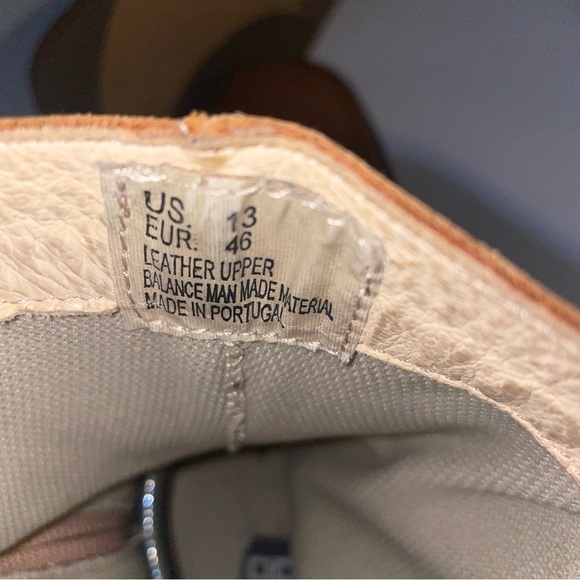 US. 13
EUR. 46
LEATHER UPPER
BALANCE MAN MADE MATERIAL
MADE IN PORTUGAL